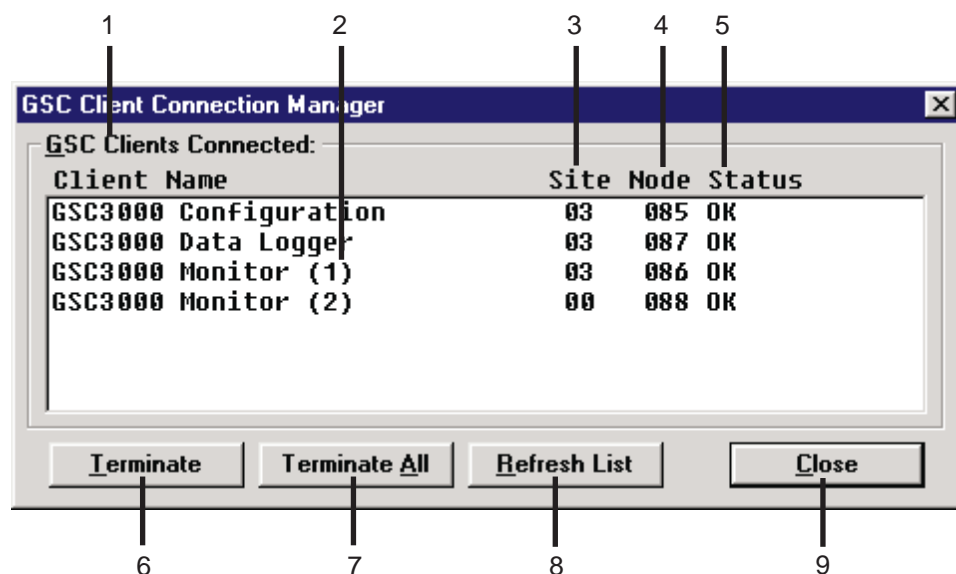 1 2 3 4 5
GSC Client Connection Manager
GSC Clients Connected:
Client Name Site Node Status
GSC3000 Configuration 03 085 OK
GSC3000 Data Logger 03 087 OK
GSC3000 Monitor (1) 03 086 OK
GSC3000 Monitor (2) 00 088 OK
Terminate Terminate All Refresh List Close
6 7 8 9